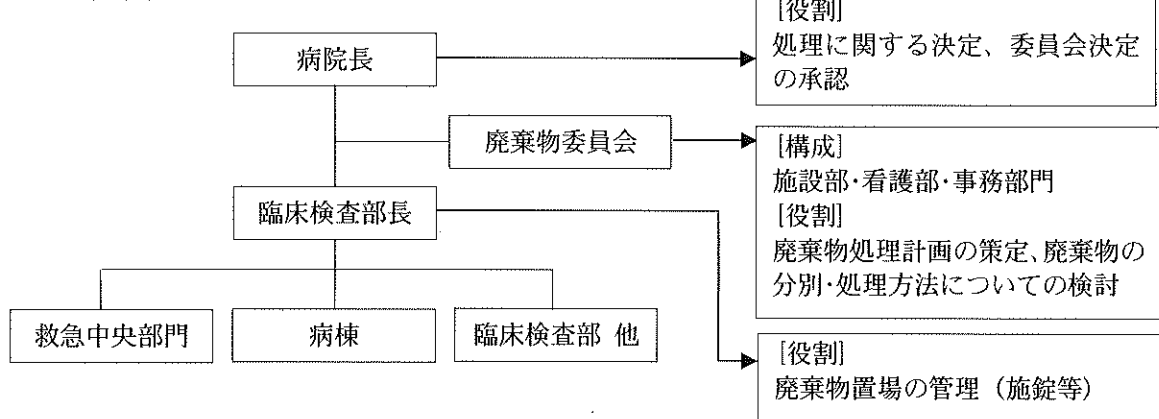 [役割]
処理に関する決定、委員会決定
の承認
病院長
廃棄物委員会
[構成]
施設部・看護部・事務部門
[役割]
廃棄物処理計画の策定、廃棄物の
分別・処理方法についての検討
臨床検査部長
救急中央部門
病棟
臨床検査部 他
[役割]
廃棄物置場の管理（施錠等）